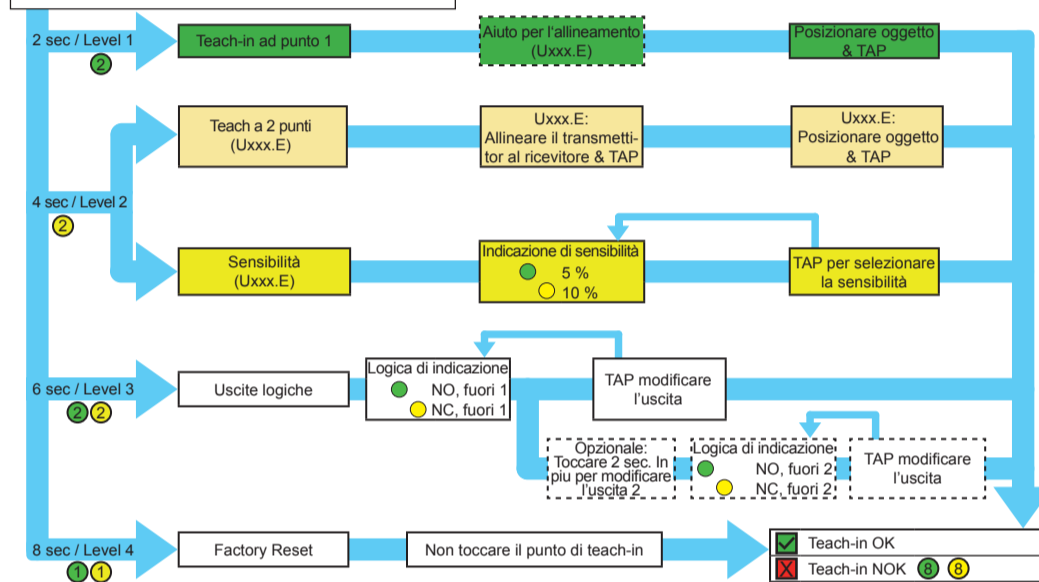 2 sec / Level 1
2
Teach-in ad punto 1
Aiuto per l'allineamento
(Uxxx.E)
Posizionare oggetto
& TAP
Teach a 2 punti
(Uxxx.E)
Uxxx.E:
Allineare il transmetti-
tor al ricevitore & TAP
Uxxx.E:
Posizionare oggetto
& TAP
4 sec / Level 2
2
Sensibilità
(Uxxx.E)
Indicazione di sensibilità
5 %
10 %
TAP per selezionare
la sensibilità
6 sec / Level 3
2 2
Uscite logiche
Logica di indicazione
NO, fuori 1
NC, fuori 1
TAP modificare
l'uscita
Opzionale:
Toccare 2 sec. In
piu per modificare
l'uscita 2
Logica di indicazione
NO, fuori 2
NC, fuori 2
TAP modificare
l'uscita
8 sec / Level 4
1 1
Factory Reset
Non toccare il punto di teach-in
Teach-in OK
Teach-in NOK 8 8